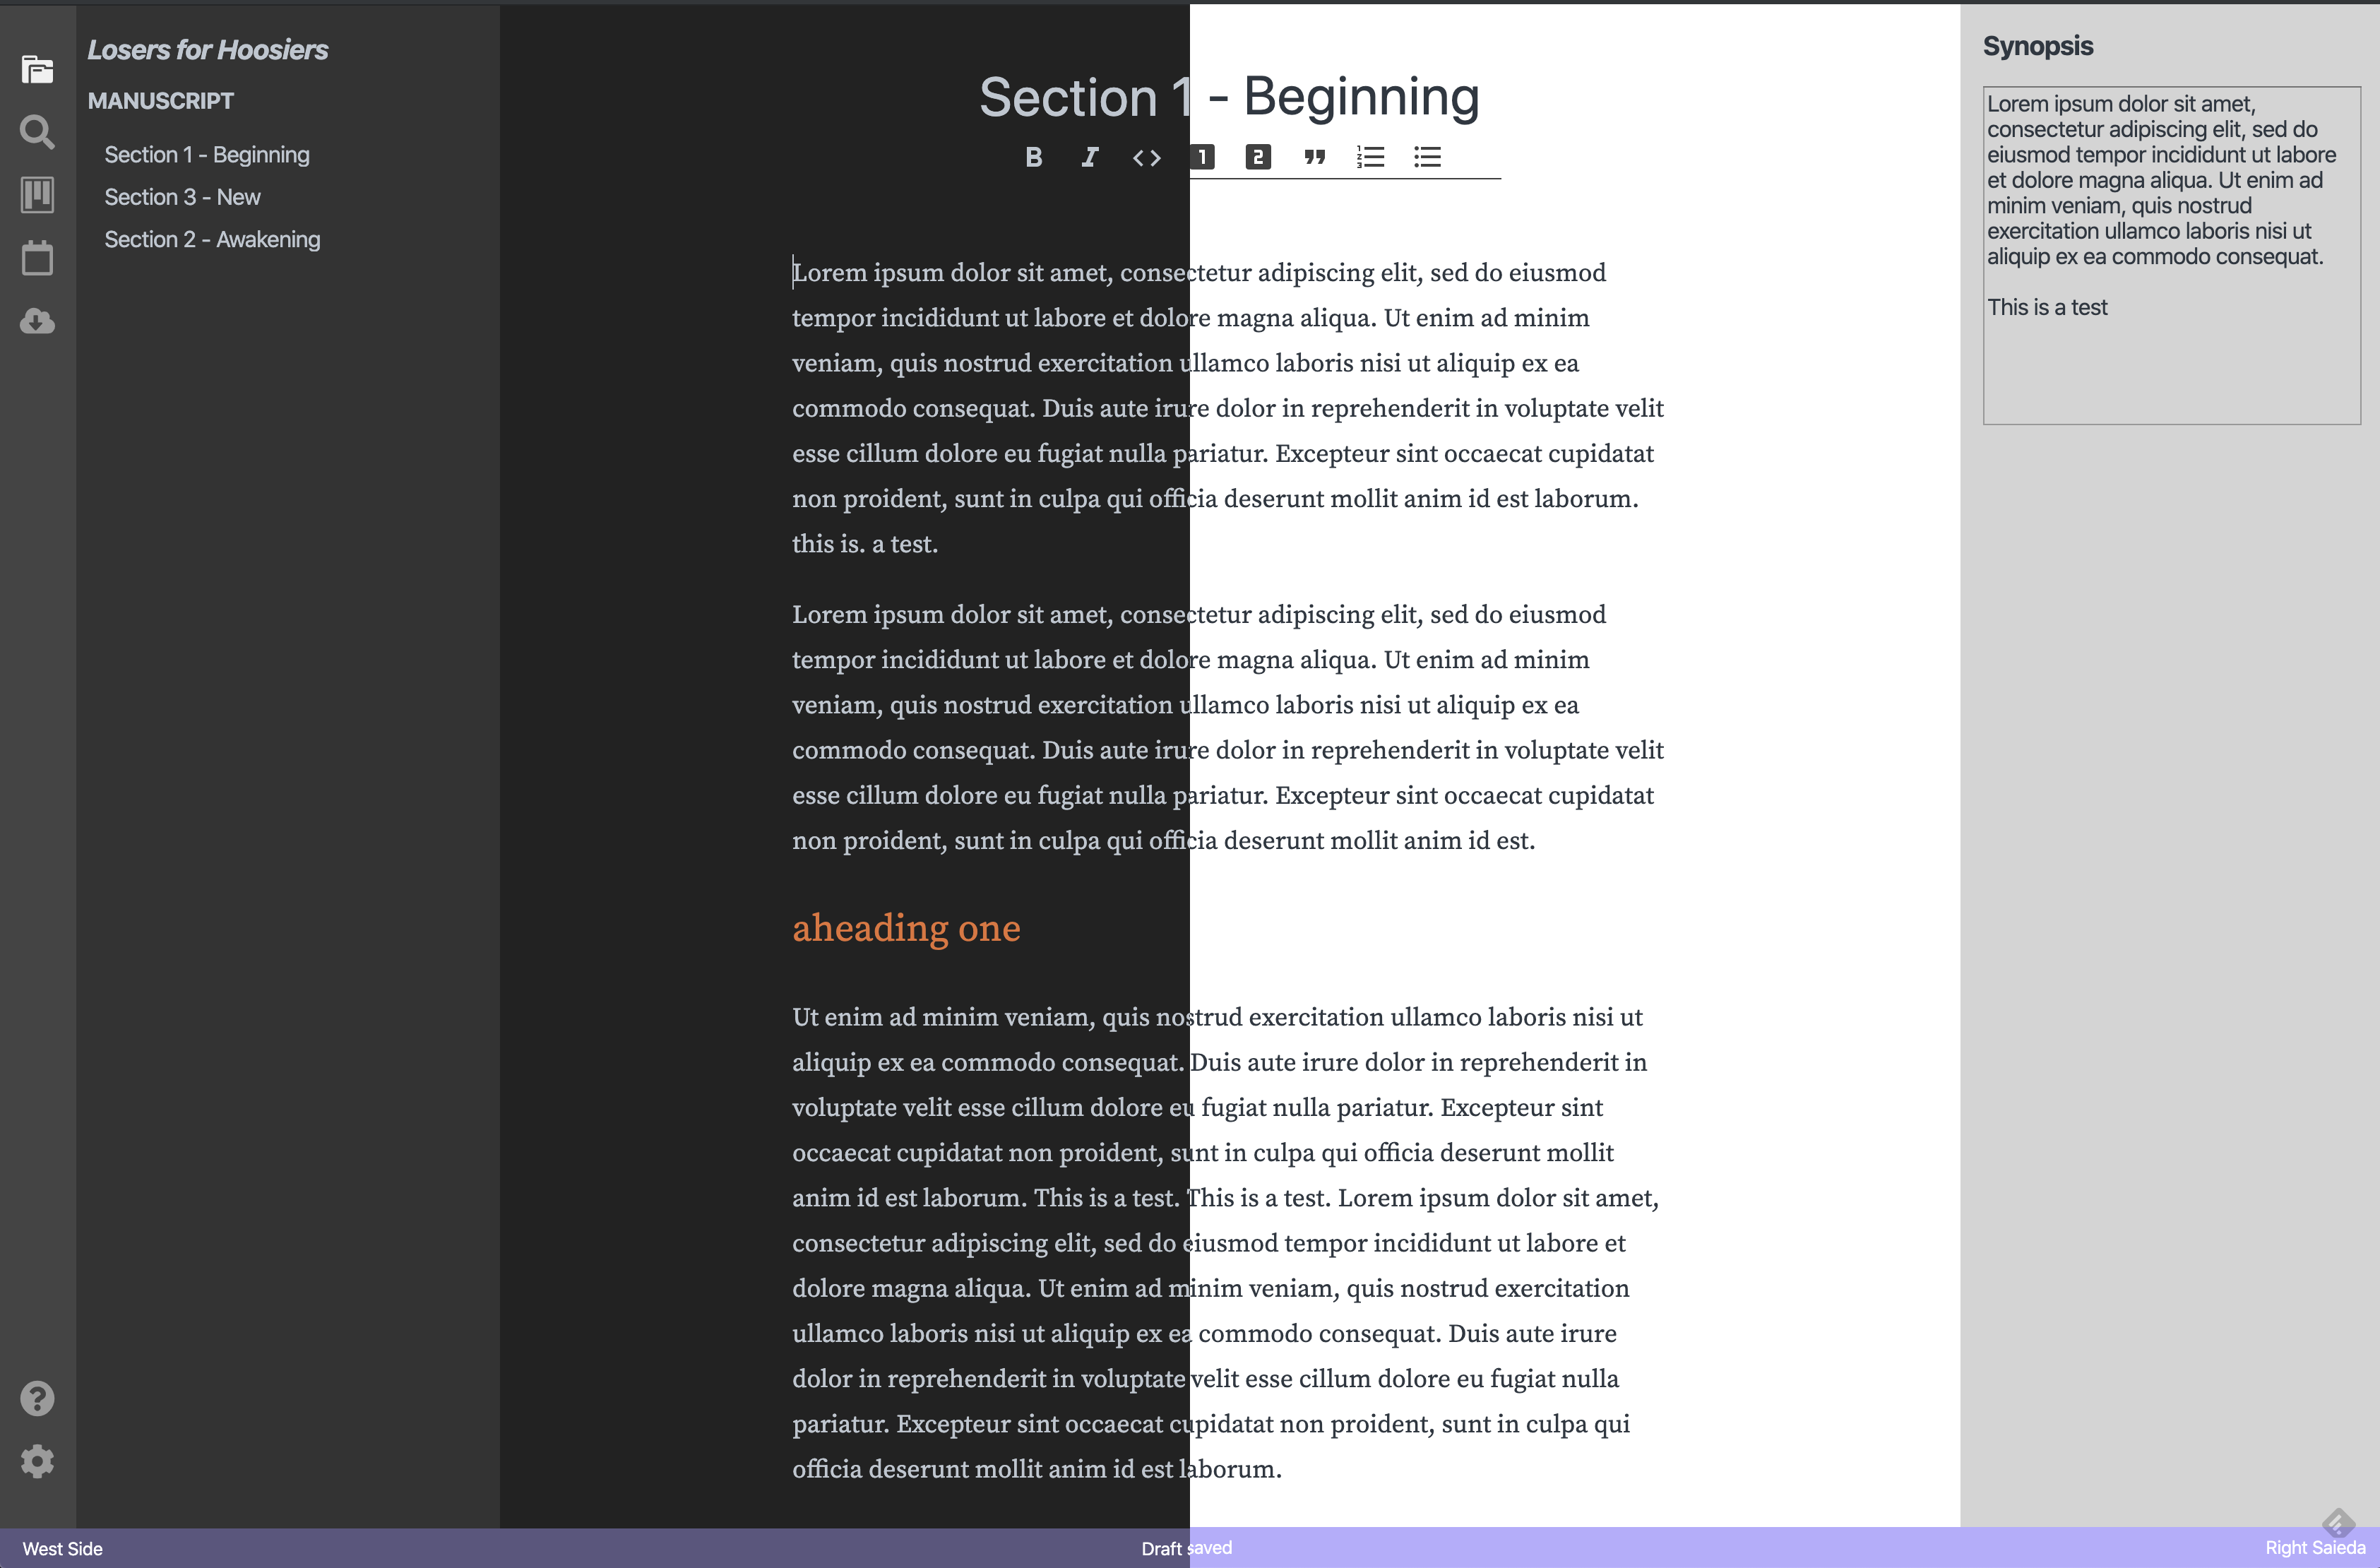 Losers for Hoosiers
MANUSCRIPT
Section 1 - Beginning
Section 3 - New
Section 2 - Awakening
Section 1 - Beginning
B I <> 1 2
Lorem ipsum dolor sit amet, consectetur adipiscing elit, sed do eiusmod
tempor incididunt ut labore et dolore magna aliqua. Ut enim ad minim
veniam, quis nostrud exercitation ullamco laboris nisi ut aliquip ex ea
commodo consequat. Duis aute irure dolor in reprehenderit in voluptate velit
esse cillum dolore eu fugiat nulla pariatur. Excepteur sint occaecat cupidatat
non proident, sunt in culpa qui officia deserunt mollit anim id est laborum.
this is. a test.
Lorem ipsum dolor sit amet, consectetur adipiscing elit, sed do eiusmod
tempor incididunt ut labore et dolore magna aliqua. Ut enim ad minim
veniam, quis nostrud exercitation ullamco laboris nisi ut aliquip ex ea
commodo consequat. Duis aute irure dolor in reprehenderit in voluptate velit
esse cillum dolore eu fugiat nulla pariatur. Excepteur sint occaecat cupidatat
non proident, sunt in culpa qui officia deserunt mollit anim id est.
aheading one
Ut enim ad minim veniam, quis nostrud exercitation ullamco laboris nisi ut
aliquip ex ea commodo consequat. Duis aute irure dolor in reprehenderit in
voluptate velit esse cillum dolore eu fugiat nulla pariatur. Excepteur sint
occaecat cupidatat non proident, sunt in culpa qui officia deserunt mollit
anim id est laborum. This is a test. This is a test. Lorem ipsum dolor sit amet,
consectetur adipiscing elit, sed do eiusmod tempor incididunt ut labore et
dolore magna aliqua. Ut enim ad minim veniam, quis nostrud exercitation
ullamco laboris nisi ut aliquip ex ea commodo consequat. Duis aute irure
dolor in reprehenderit in voluptate velit esse cillum dolore eu fugiat nulla
pariatur. Excepteur sint occaecat cupidatat non proident, sunt in culpa qui
officia deserunt mollit anim id est laborum.
Synopsis
Lorem ipsum dolor sit amet,
consectetur adipiscing elit, sed do
eiusmod tempor incididunt ut labore
et dolore magna aliqua. Ut enim ad
minim veniam, quis nostrud
exercitation ullamco laboris nisi ut
aliquip ex ea commodo consequat.
This is a test
West Side
Draft saved
Right Saieda